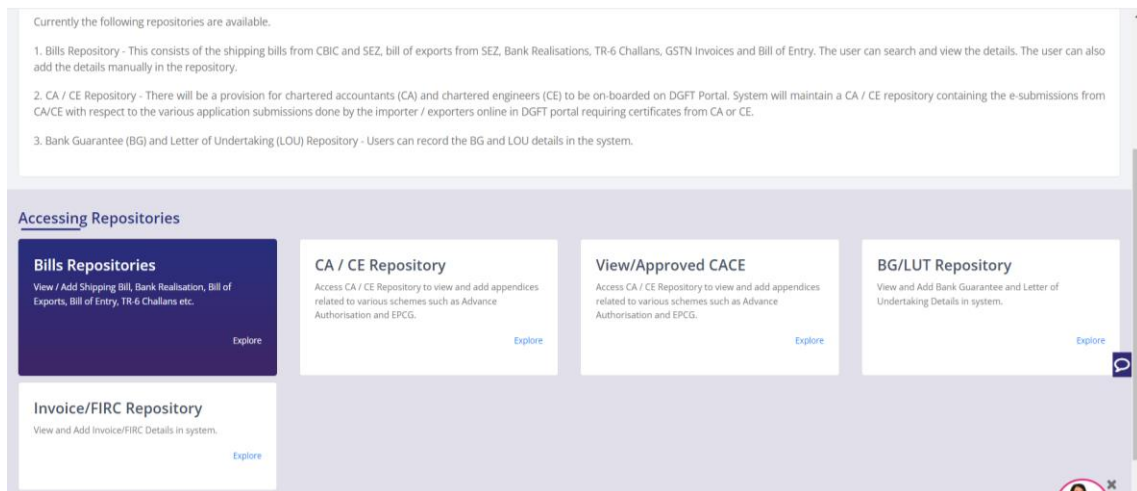 Currently the following repositories are available.
1. Bills Repository - This consists of the shipping bills from CBIC and SEZ, bill of exports from SEZ, Bank Realisations, TR-6 Challans, GSTN Invoices and Bill of Entry. The user can search and view the details. The user can also
add the details manually in the repository.
2. CA / CE Repository - There will be a provision for chartered accountants (CA) and chartered engineers (CE) to be on-boarded on DGFT Portal. System will maintain a CA / CE repository containing the e-submissions from
CA/CE with respect to the various application submissions done by the importer / exporters online in DGFT portal requiring certificates from CA or CE.
3. Bank Guarantee (BG) and Letter of Undertaking (LOU) Repository - Users can record the BG and LOU details in the system.
Accessing Repositories
Bills Repositories
View / Add Shipping Bill, Bank Realisation, Bill of
Exports, Bill of Entry, TR-6 Challans etc.
Explore
CA / CE Repository
Access CA / CE Repository to view and add appendices
related to various schemes such as Advance
Authorisation and EPCG.
Explore
View/Approved CACE
Access CA / CE Repository to view and add appendices
related to various schemes such as Advance
Authorisation and EPCG.
Explore
BG/LUT Repository
View and Add Bank Guarantee and Letter of
Undertaking Details in system.
Explore
Invoice/FIRC Repository
View and Add Invoice/FIRC Details in system.
Explore